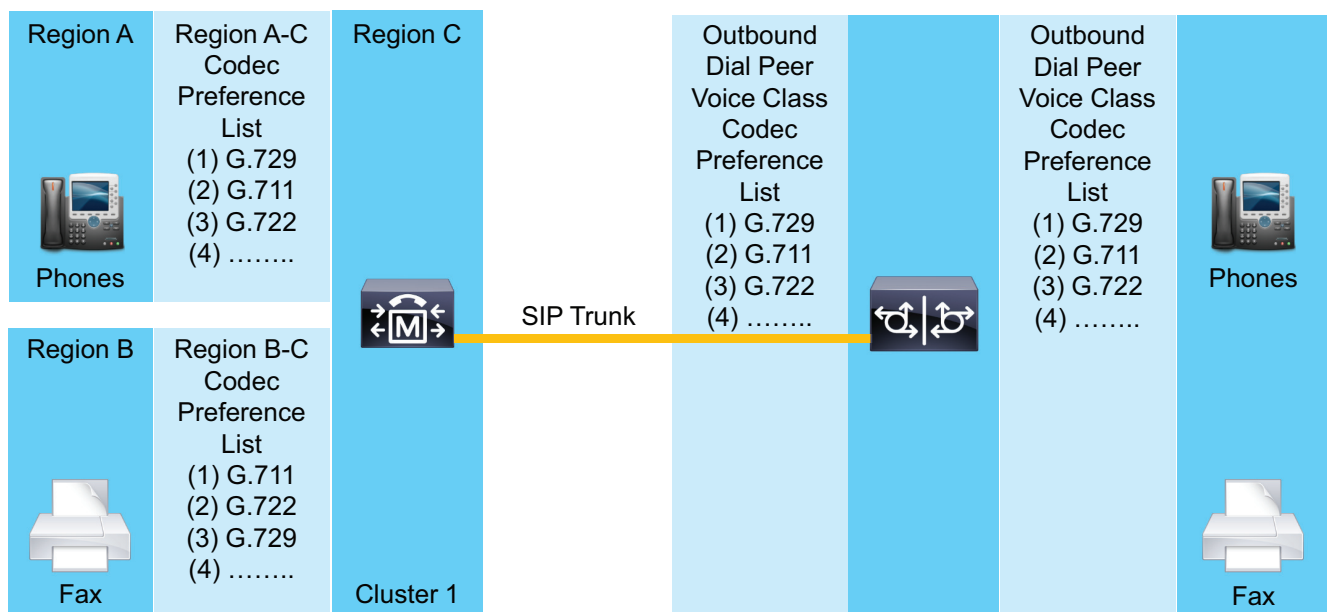 Region A
Phones
Region A-C
Codec
Preference
List
(1) G.729
(2) G.711
(3) G.722
(4) ……..
Region B
Fax
Region B-C
Codec
Preference
List
(1) G.711
(2) G.722
(3) G.729
(4) ……..
Region C
M
Cluster 1
SIP Trunk
Outbound
Dial Peer
Voice Class
Codec
Preference
List
(1) G.729
(2) G.711
(3) G.722
(4) ……..
Outbound
Dial Peer
Voice Class
Codec
Preference
List
(1) G.729
(2) G.711
(3) G.722
(4) ……..
Phones
Fax